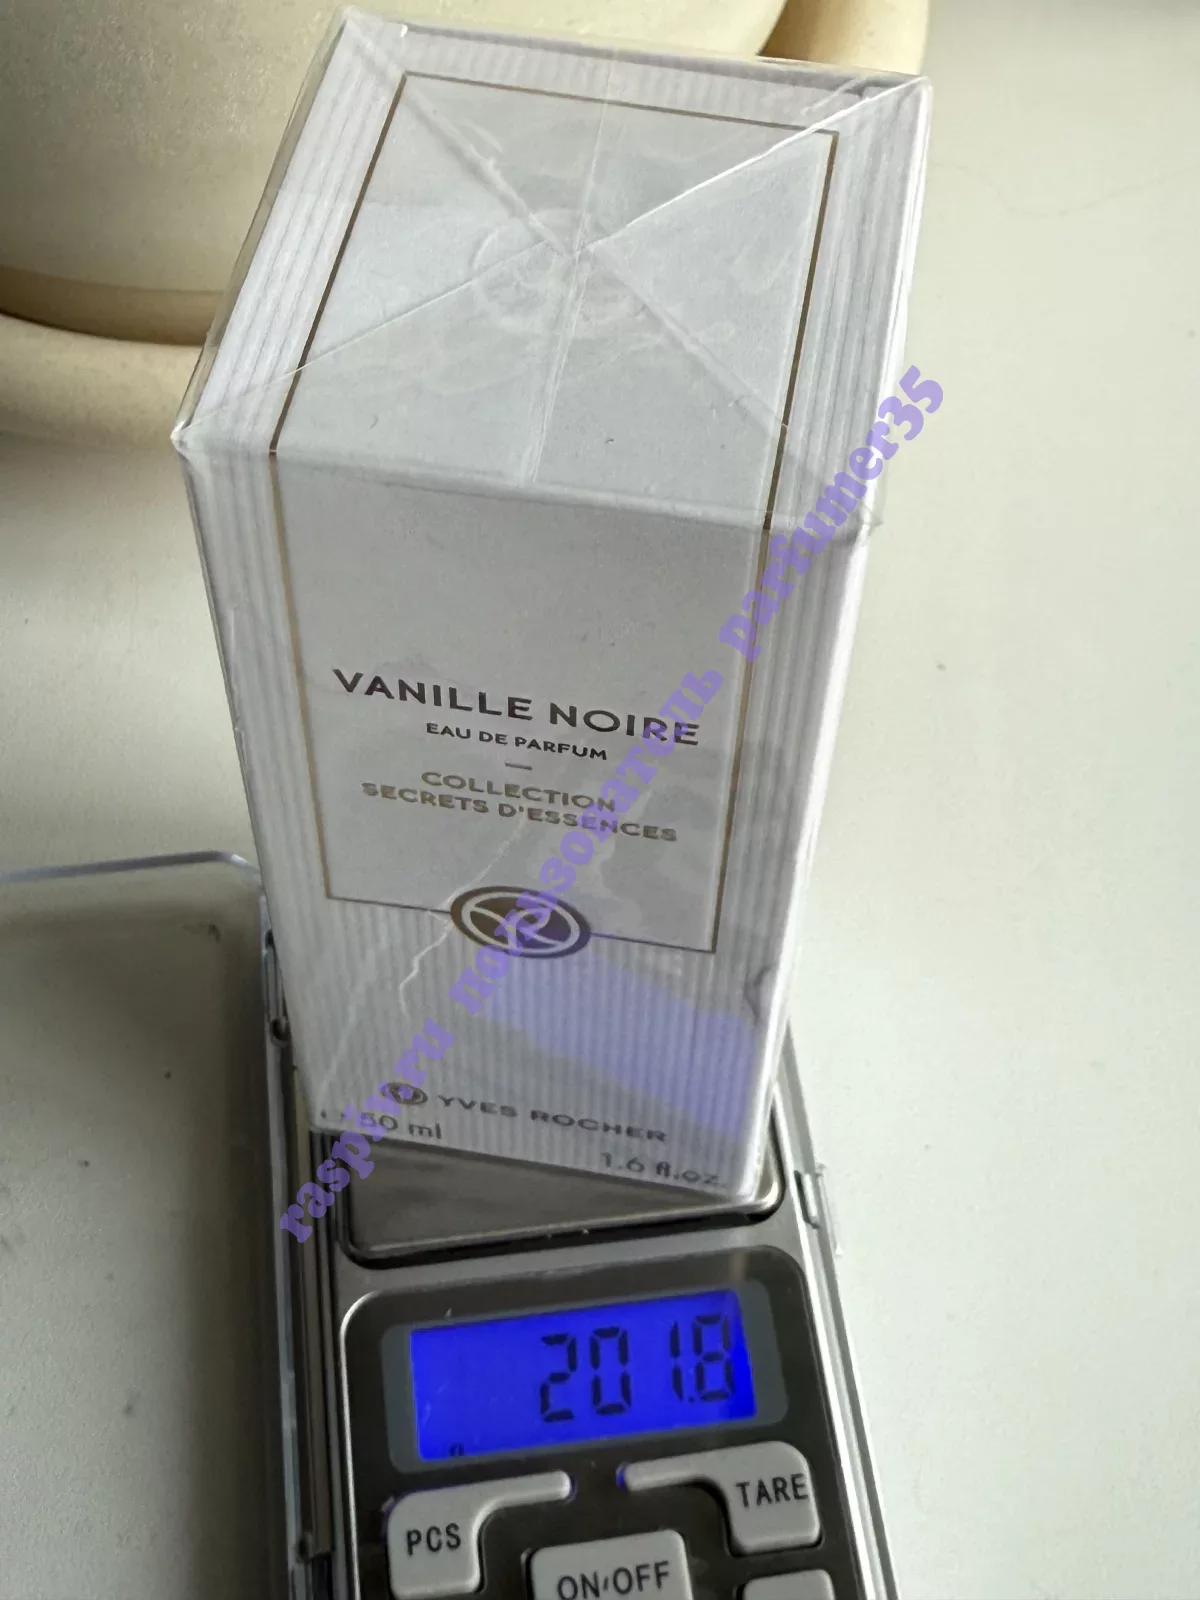 VANILLE NOIRE
EAU DE PARFUM
COLLECTION
SECRETS D'ESSENCES
YVES ROCHER
50 ml
1.6 fl.oz.
raspiv.ru пользователь parfumer35
201.8
g
PCS
TARE
ON/OFF